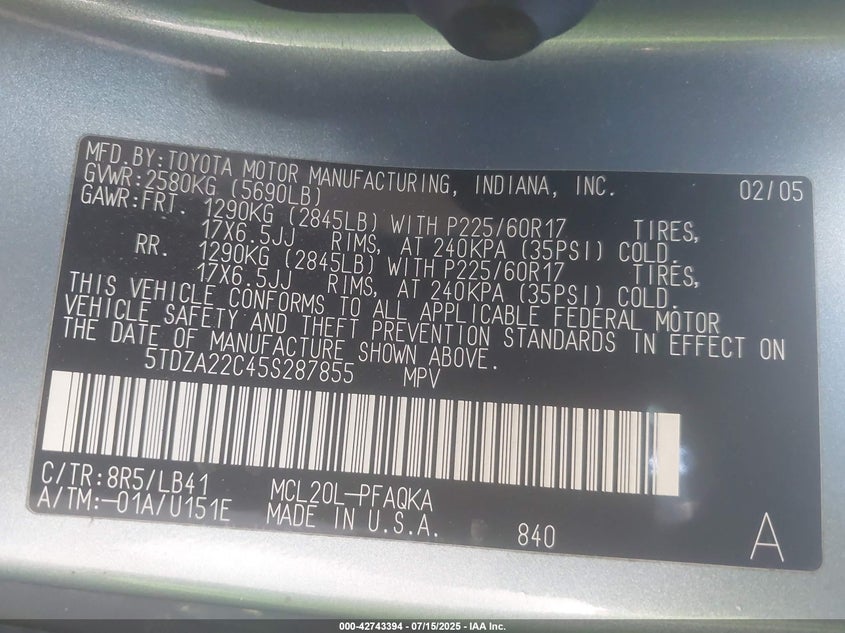 MFD.BY:TOYOTA MOTOR MANUFACTURING, INDIANA, INC. 02/05
GVWR:2580KG (5690LB)
GAWR:FRT. 1290KG (2845LB) WITH P225/60R17 TIRES,
17X6.5JJ RIMS, AT 240KPA (35PSI) COLD.
RR. 1290KG (2845LB) WITH P225/60R17 TIRES,
17X6.5JJ RIMS, AT 240KPA (35PSI) COLD.
THIS VEHICLE CONFORMS TO ALL APPLICABLE FEDERAL MOTOR
VEHICLE SAFETY AND THEFT PREVENTION STANDARDS IN EFFECT ON
THE DATE OF MANUFACTURE SHOWN ABOVE.
5TDZA22C45S287855 MPV
C/TR:8R5/LB41 MCL20L-PFAQKA
A/TM:-01A/U151E MADE IN U.S.A. 840 A
000-42743394 - 07/15/2025 - IAA Inc.